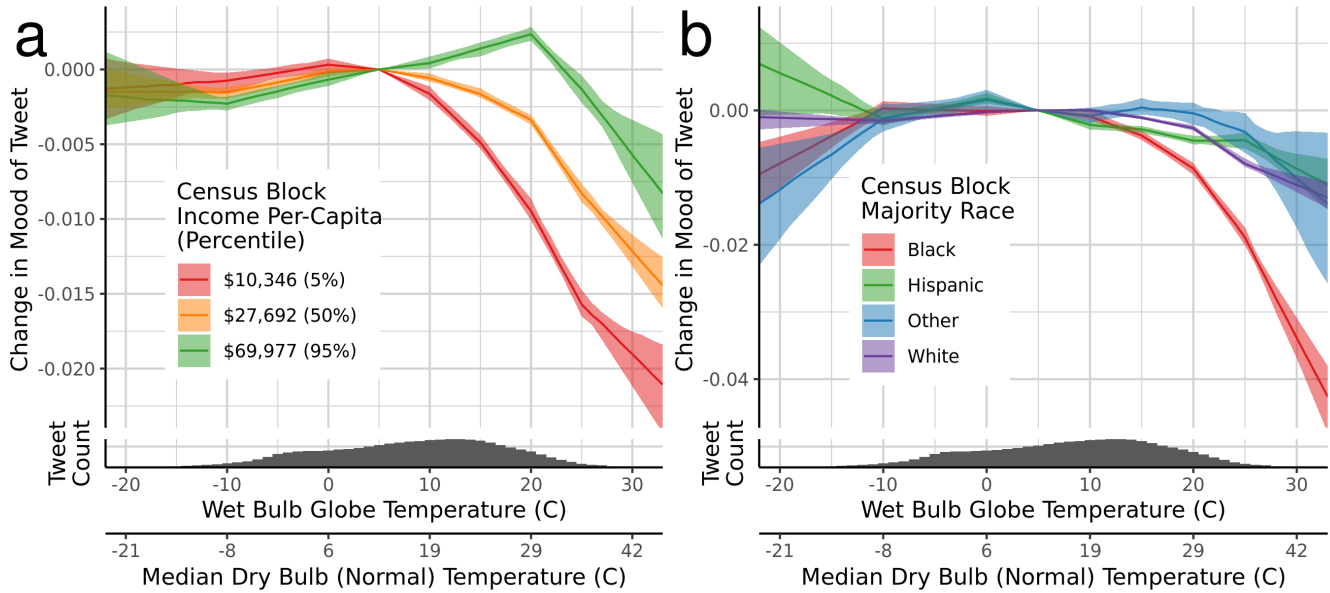 a
Change in Mood of Tweet
0.000
-0.005
-0.010
-0.015
-0.020
Census Block
Income Per-Capita
(Percentile)
$10,346 (5%)
$27,692 (50%)
$69,977 (95%)
Tweet
Count
-20
-10
0
10
20
30
Wet Bulb Globe Temperature (C)
-21
-8
6
19
29
42
Median Dry Bulb (Normal) Temperature (C)
b
Change in Mood of Tweet
0.00
-0.02
-0.04
Census Block
Majority Race
Black
Hispanic
Other
White
Tweet
Count
-20
-10
0
10
20
30
Wet Bulb Globe Temperature (C)
-21
-8
6
19
29
42
Median Dry Bulb (Normal) Temperature (C)